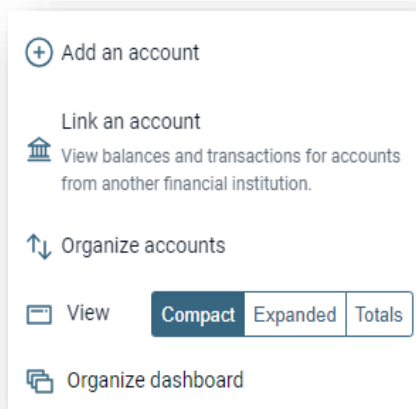 Add an account
Link an account
View balances and transactions for accounts
from another financial institution.
Organize accounts
View Compact Expanded Totals
Organize dashboard